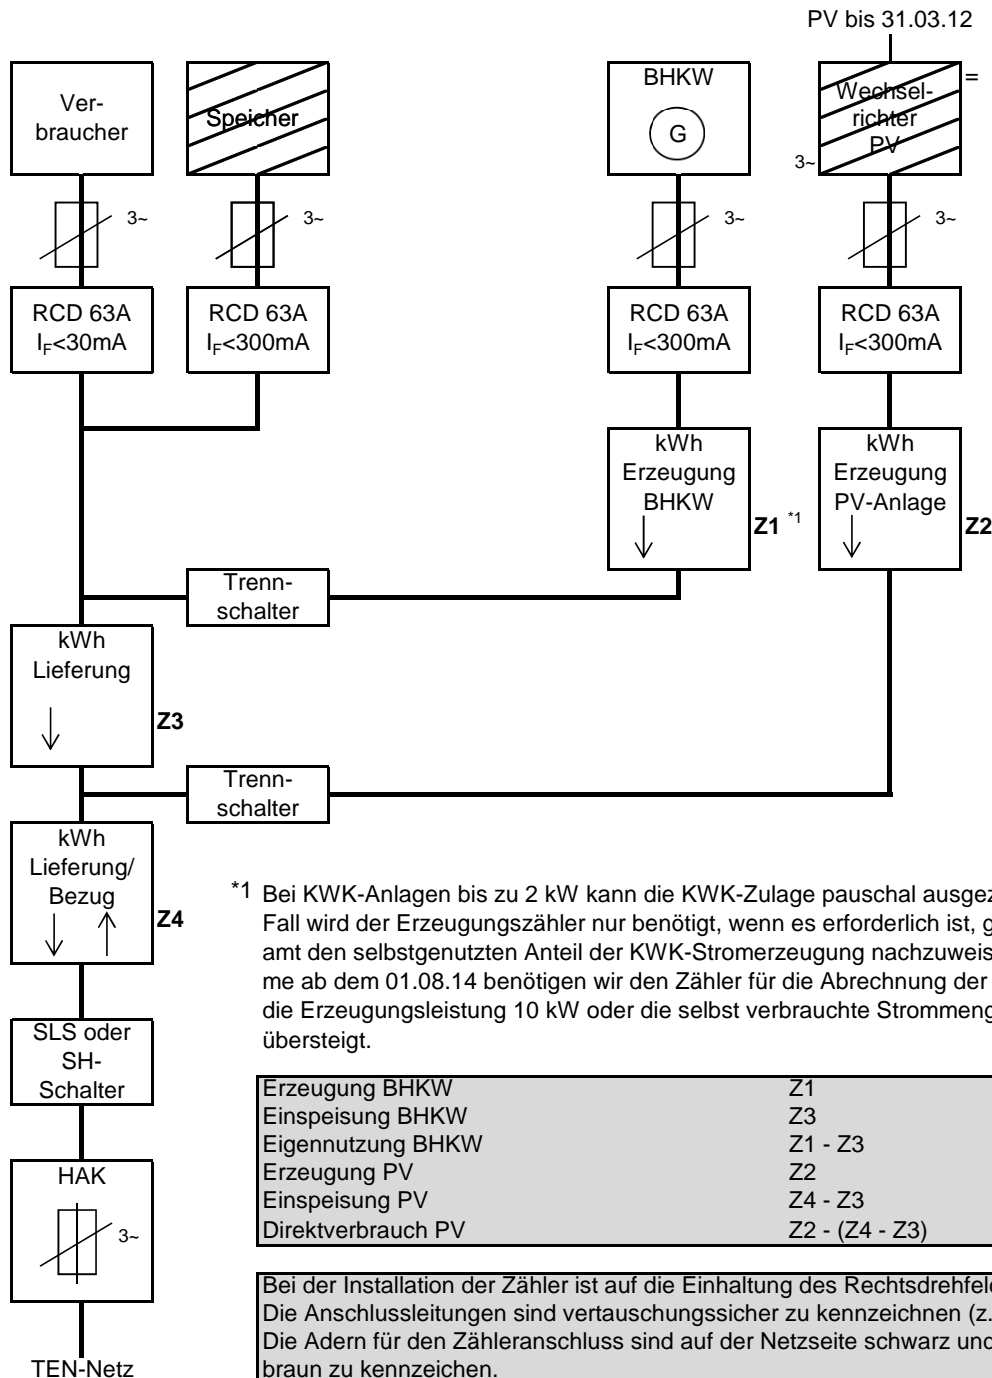 PV bis 31.03.12
Ver-
braucher
Speicher
BHKW
G
Wechsel-
richter
PV
=
3~
3~
3~
3~
3~
RCD 63A
IF<30mA
RCD 63A
IF<300mA
RCD 63A
IF<300mA
RCD 63A
IF<300mA
kWh
Erzeugung
BHKW
Z1 *1
kWh
Erzeugung
PV-Anlage
Z2
Trenn-
schalter
kWh
Lieferung
Z3
Trenn-
schalter
kWh
Lieferung/
Bezug
Z4
*1 Bei KWK-Anlagen bis zu 2 kW kann die KWK-Zulage pauschal ausgez
Fall wird der Erzeugungszähler nur benötigt, wenn es erforderlich ist, g
amt den selbstgenutzten Anteil der KWK-Stromerzeugung nachzuweis
me ab dem 01.08.14 benötigen wir den Zähler für die Abrechnung der
die Erzeugungsleistung 10 kW oder die selbst verbrauchte Strommeng
übersteigt.
SLS oder
SH-
Schalter
Erzeugung BHKW Z1
Einspeisung BHKW Z3
Eigennutzung BHKW Z1 - Z3
Erzeugung PV Z2
Einspeisung PV Z4 - Z3
Direktverbrauch PV Z2 - (Z4 - Z3)
HAK
3~
Bei der Installation der Zähler ist auf die Einhaltung des Rechtsdrehfeld
Die Anschlussleitungen sind vertauschungssicher zu kennzeichnen (z.
Die Adern für den Zähleranschluss sind auf der Netzseite schwarz und
braun zu kennzeichen.
TEN-Netz